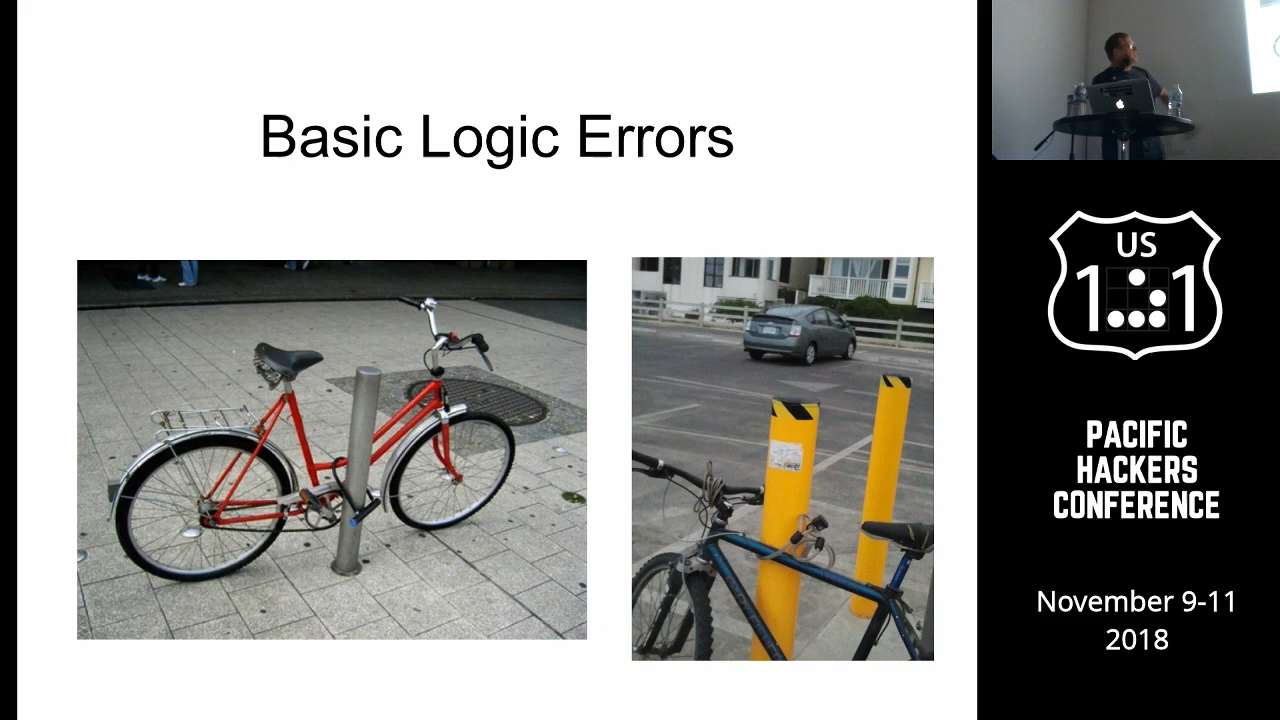 Basic Logic Errors
US
1 1
PACIFIC
HACKERS
CONFERENCE
November 9-11
2018